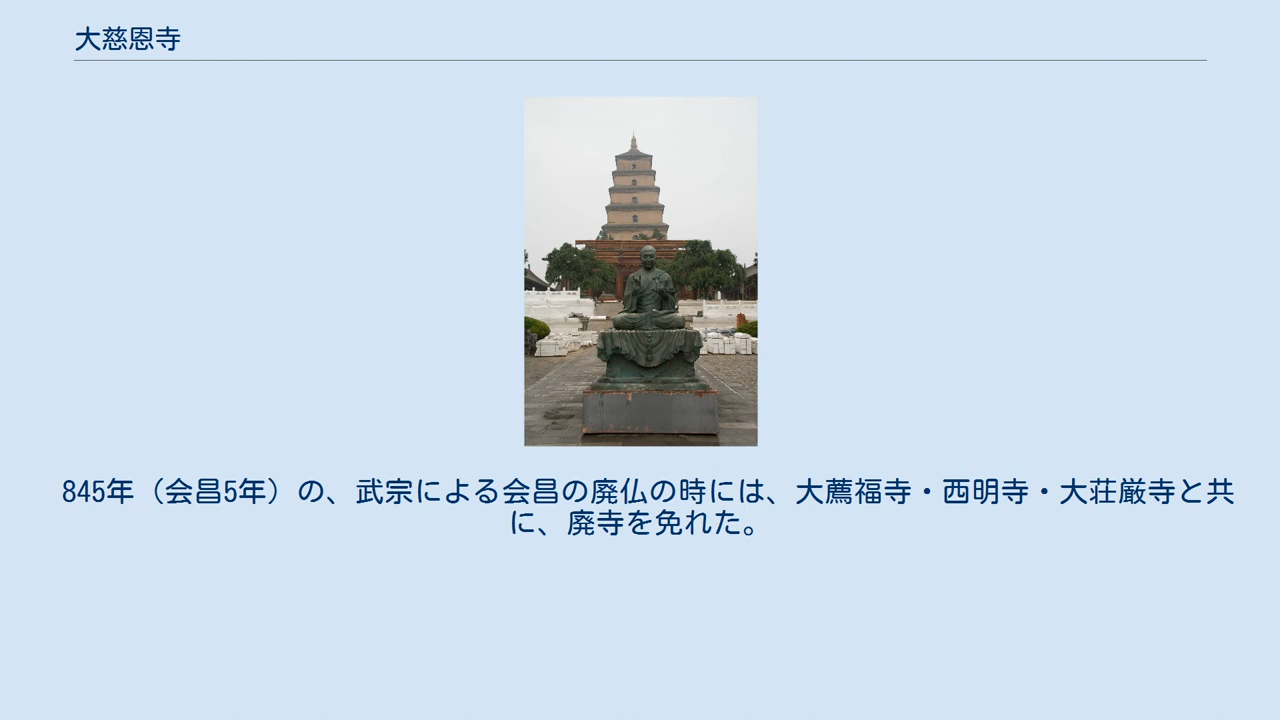 大慈恩寺
845年（会昌5年）の、武宗による会昌の廃仏の時には、大薦福寺・西明寺・大荘厳寺と共
に、廃寺を免れた。